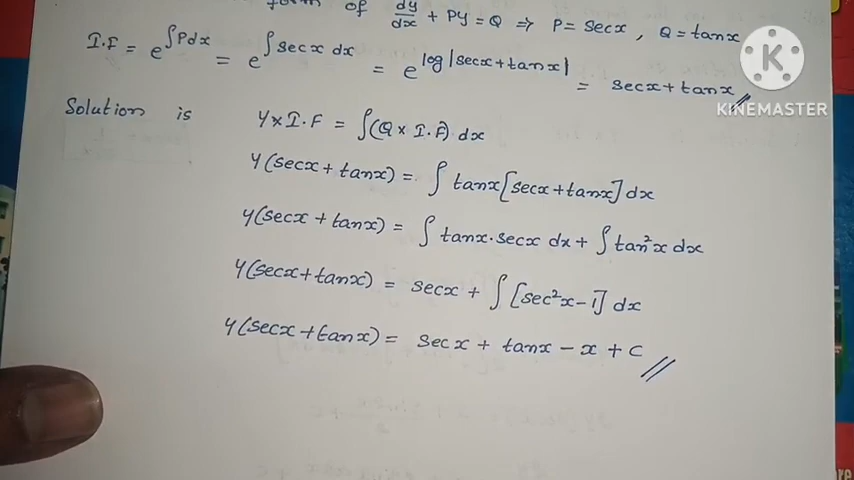 form of dy/dx + Py = Q ⇒ P = secx , Q = tanx
I.F = e^∫Pdx = e^∫secx dx = e^log|secx+tanx| = secx+tanx //
K
KINEMASTER
Solution is y×I.F = ∫(Q × I.F) dx
y(secx + tanx) = ∫ tanx[secx+tanx] dx
y(secx + tanx) = ∫ tanx·secx dx + ∫ tan²x dx
y(secx+tanx) = secx + ∫ [sec²x-1] dx
y(secx+tanx) = secx + tanx - x + C //